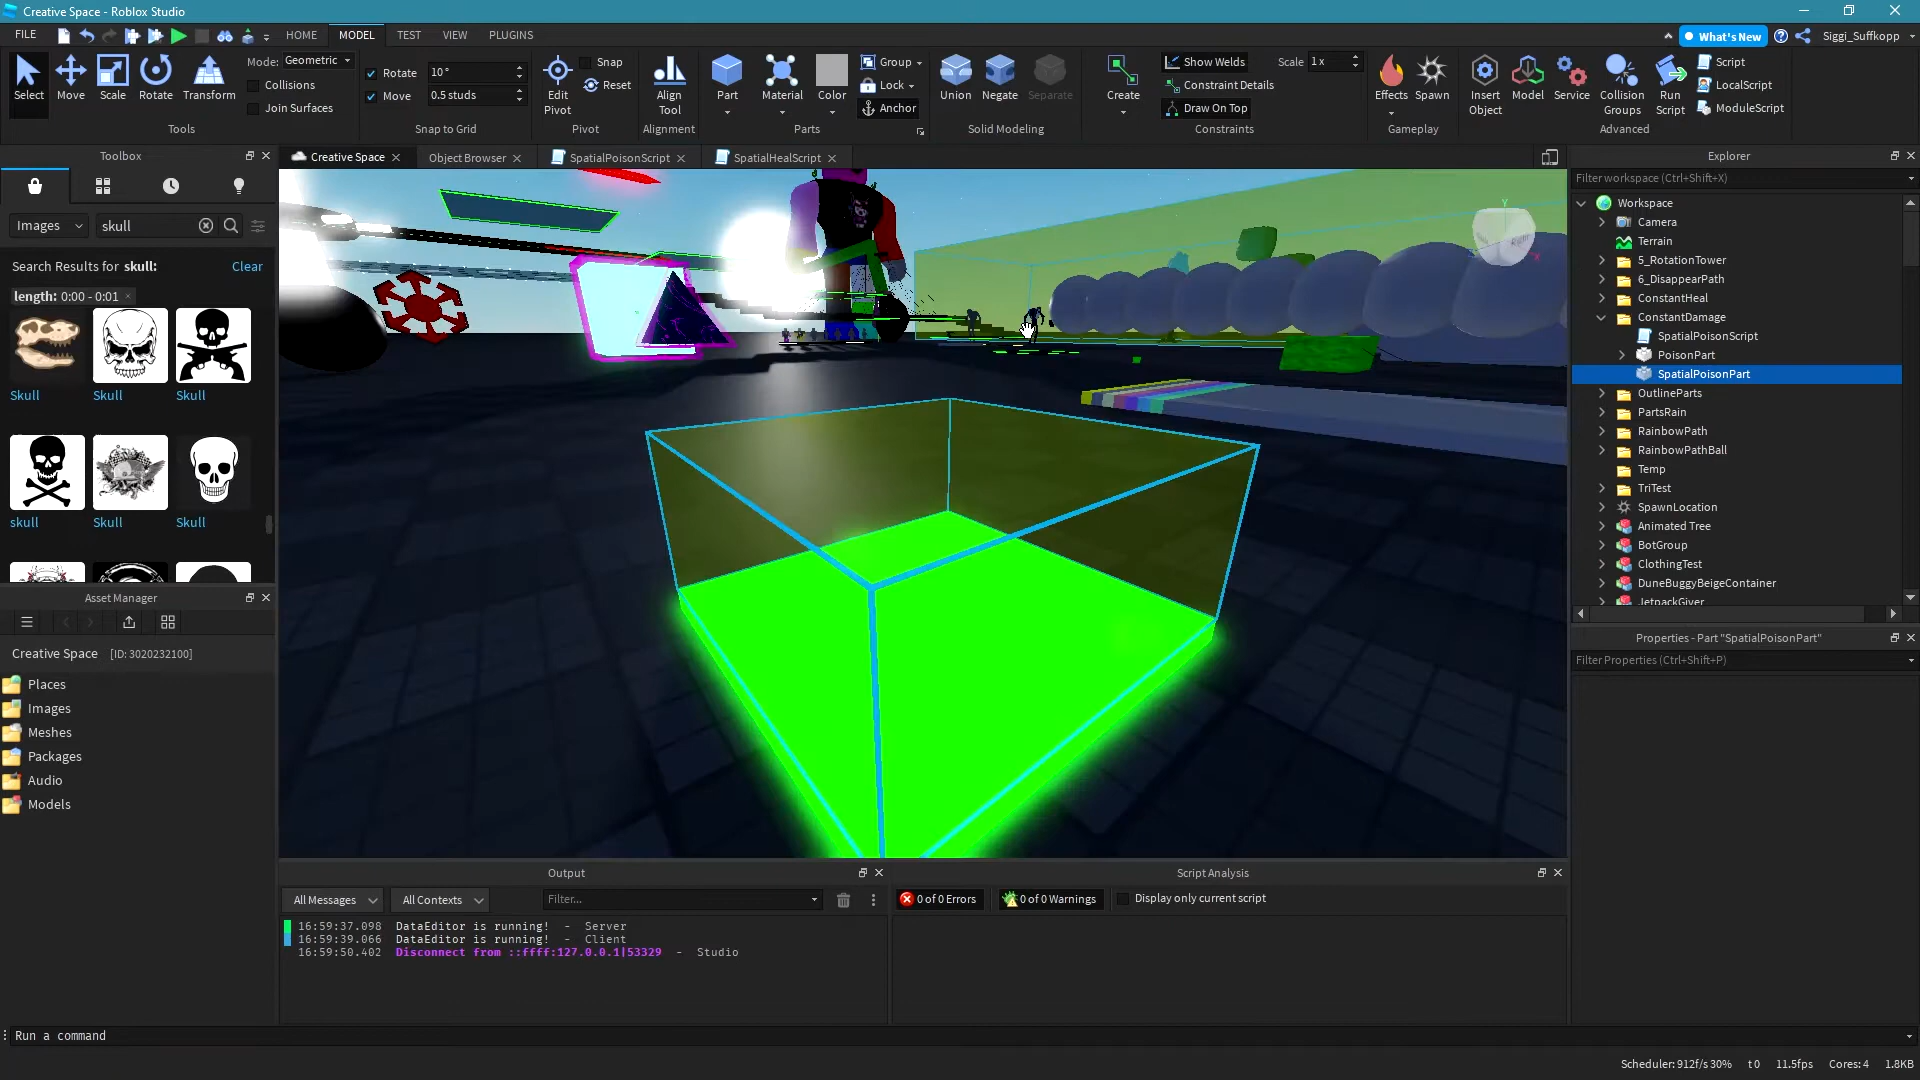 Creative Space - Roblox Studio
FILE
HOME
MODEL
TEST
VIEW
PLUGINS
What's New
Siggi_Suffkopp
Select
Move
Scale
Rotate
Transform
Mode: Geometric
Collisions
Join Surfaces
Tools
Rotate 10°
Move 0.5 studs
Snap to Grid
Edit
Pivot
Snap
Reset
Pivot
Align
Tool
Alignment
Part
Material
Color
Group
Lock
Anchor
Parts
Union
Negate
Separate
Solid Modeling
Create
Show Welds
Scale 1 x
Constraint Details
Draw On Top
Constraints
Effects
Spawn
Gameplay
Insert
Object
Model
Service
Collision
Groups
Run
Script
Script
LocalScript
ModuleScript
Advanced
Toolbox
Images
skull
Search Results for skull:
Clear
length: 0:00 - 0:01
Skull
Skull
Skull
skull
Skull
Skull
Asset Manager
Creative Space [ID: 3020232100]
Places
Images
Meshes
Packages
Audio
Models
Creative Space
Object Browser
SpatialPoisonScript
SpatialHealScript
Y
Output
All Messages
All Contexts
Filter...
16:59:37.098 DataEditor is running! - Server
16:59:39.066 DataEditor is running! - Client
16:59:50.402 Disconnect from ::ffff:127.0.0.1|53329 - Studio
Script Analysis
0 of 0 Errors
0 of 0 Warnings
Display only current script
Explorer
Filter workspace (Ctrl+Shift+X)
Workspace
Camera
Terrain
5_RotationTower
6_DisappearPath
ConstantHeal
ConstantDamage
SpatialPoisonScript
PoisonPart
SpatialPoisonPart
OutlineParts
PartsRain
RainbowPath
RainbowPathBall
Temp
TriTest
SpawnLocation
Animated Tree
BotGroup
ClothingTest
DuneBuggyBeigeContainer
JetpackGiver
Properties - Part "SpatialPoisonPart"
Filter Properties (Ctrl+Shift+P)
Run a command
Scheduler: 912f/s 30% t 0 11.5fps Cores: 4 1.8KB